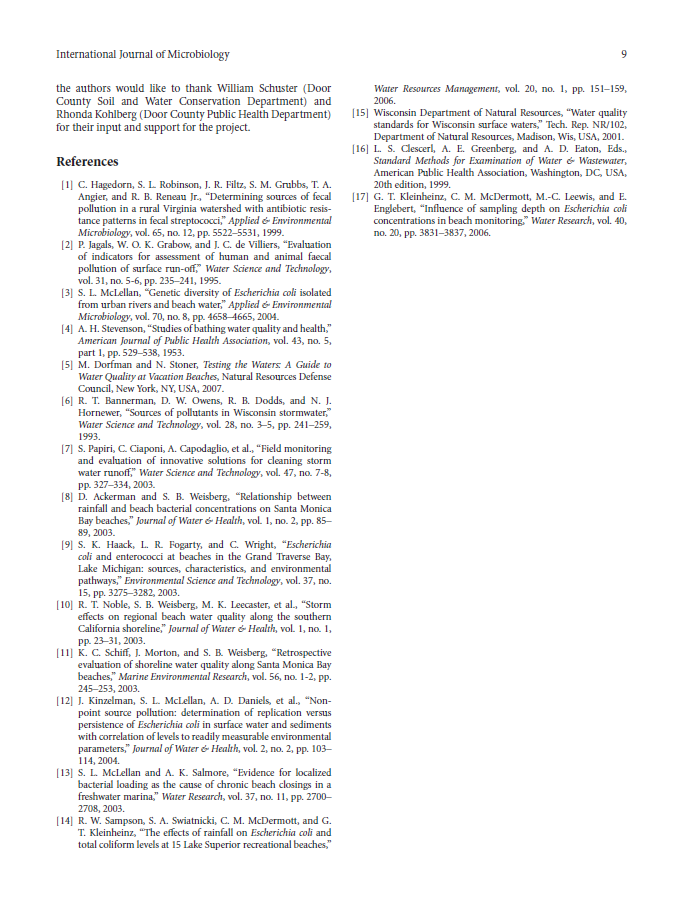 International Journal of Microbiology
9
the authors would like to thank William Schuster (Door
County Soil and Water Conservation Department) and
Rhonda Kohlberg (Door County Public Health Department)
for their input and support for the project.
References
[1] C. Hagedorn, S. L. Robinson, J. R. Filtz, S. M. Grubbs, T. A.
Angier, and R. B. Reneau Jr., “Determining sources of fecal
pollution in a rural Virginia watershed with antibiotic resis-
tance patterns in fecal streptococci,” Applied & Environmental
Microbiology, vol. 65, no. 12, pp. 5522–5531, 1999.
[2] P. Jagals, W. O. K. Grabow, and J. C. de Villiers, “Evaluation
of indicators for assessment of human and animal faecal
pollution of surface run-off,” Water Science and Technology,
vol. 31, no. 5-6, pp. 235–241, 1995.
[3] S. L. McLellan, “Genetic diversity of Escherichia coli isolated
from urban rivers and beach water,” Applied & Environmental
Microbiology, vol. 70, no. 8, pp. 4658–4665, 2004.
[4] A. H. Stevenson, “Studies of bathing water quality and health,”
American Journal of Public Health Association, vol. 43, no. 5,
part 1, pp. 529–538, 1953.
[5] M. Dorfman and N. Stoner, Testing the Waters: A Guide to
Water Quality at Vacation Beaches, Natural Resources Defense
Council, New York, NY, USA, 2007.
[6] R. T. Bannerman, D. W. Owens, R. B. Dodds, and N. J.
Hornewer, “Sources of pollutants in Wisconsin stormwater,”
Water Science and Technology, vol. 28, no. 3–5, pp. 241–259,
1993.
[7] S. Papiri, C. Ciaponi, A. Capodaglio, et al., “Field monitoring
and evaluation of innovative solutions for cleaning storm
water runoff,” Water Science and Technology, vol. 47, no. 7-8,
pp. 327–334, 2003.
[8] D. Ackerman and S. B. Weisberg, “Relationship between
rainfall and beach bacterial concentrations on Santa Monica
Bay beaches,” Journal of Water & Health, vol. 1, no. 2, pp. 85–
89, 2003.
[9] S. K. Haack, L. R. Fogarty, and C. Wright, “Escherichia
coli and enterococci at beaches in the Grand Traverse Bay,
Lake Michigan: sources, characteristics, and environmental
pathways,” Environmental Science and Technology, vol. 37, no.
15, pp. 3275–3282, 2003.
[10] R. T. Noble, S. B. Weisberg, M. K. Leecaster, et al., “Storm
effects on regional beach water quality along the southern
California shoreline,” Journal of Water & Health, vol. 1, no. 1,
pp. 23–31, 2003.
[11] K. C. Schiff, J. Morton, and S. B. Weisberg, “Retrospective
evaluation of shoreline water quality along Santa Monica Bay
beaches,” Marine Environmental Research, vol. 56, no. 1-2, pp.
245–253, 2003.
[12] J. Kinzelman, S. L. McLellan, A. D. Daniels, et al., “Non-
point source pollution: determination of replication versus
persistence of Escherichia coli in surface water and sediments
with correlation of levels to readily measurable environmental
parameters,” Journal of Water & Health, vol. 2, no. 2, pp. 103–
114, 2004.
[13] S. L. McLellan and A. K. Salmore, “Evidence for localized
bacterial loading as the cause of chronic beach closings in a
freshwater marina,” Water Research, vol. 37, no. 11, pp. 2700–
2708, 2003.
[14] R. W. Sampson, S. A. Swiatnicki, C. M. McDermott, and G.
T. Kleinheinz, “The effects of rainfall on Escherichia coli and
total coliform levels at 15 Lake Superior recreational beaches,”
Water Resources Management, vol. 20, no. 1, pp. 151–159,
2006.
[15] Wisconsin Department of Natural Resources, “Water quality
standards for Wisconsin surface waters,” Tech. Rep. NR/102,
Department of Natural Resources, Madison, Wis, USA, 2001.
[16] L. S. Clescerl, A. E. Greenberg, and A. D. Eaton, Eds.,
Standard Methods for Examination of Water & Wastewater,
American Public Health Association, Washington, DC, USA,
20th edition, 1999.
[17] G. T. Kleinheinz, C. M. McDermott, M.-C. Leewis, and E.
Englebert, “Influence of sampling depth on Escherichia coli
concentrations in beach monitoring,” Water Research, vol. 40,
no. 20, pp. 3831–3837, 2006.